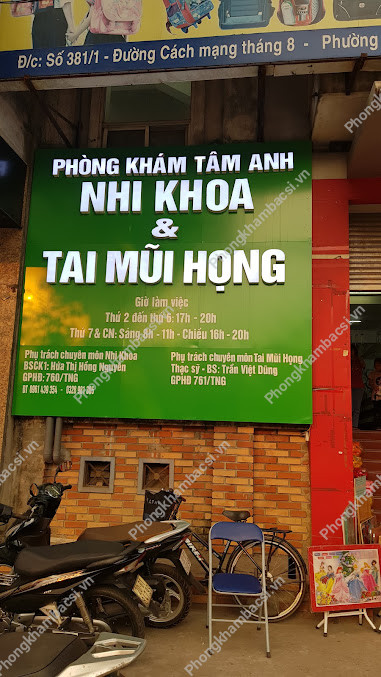 Đ/c: Số 381/1 - Đường Cách mạng tháng 8 - Phường
PHÒNG KHÁM TÂM ANH
NHI KHOA
&
TAI MŨI HỌNG
Giờ làm việc
Thứ 2 đến thứ 6: 17h - 20h
Thứ 7 & CN: Sáng 8h - 11h - Chiều 16h - 20h
Phụ trách chuyên môn Nhi Khoa
BSCK1: Hứa Thị Hồng Nguyên
GPHĐ: 760/TNG
Phụ trách chuyên môn Tai Mũi Họng
Thạc sỹ - BS: Trần Việt Dũng
GPHĐ 761/TNG
Phongkhambacsi.vn